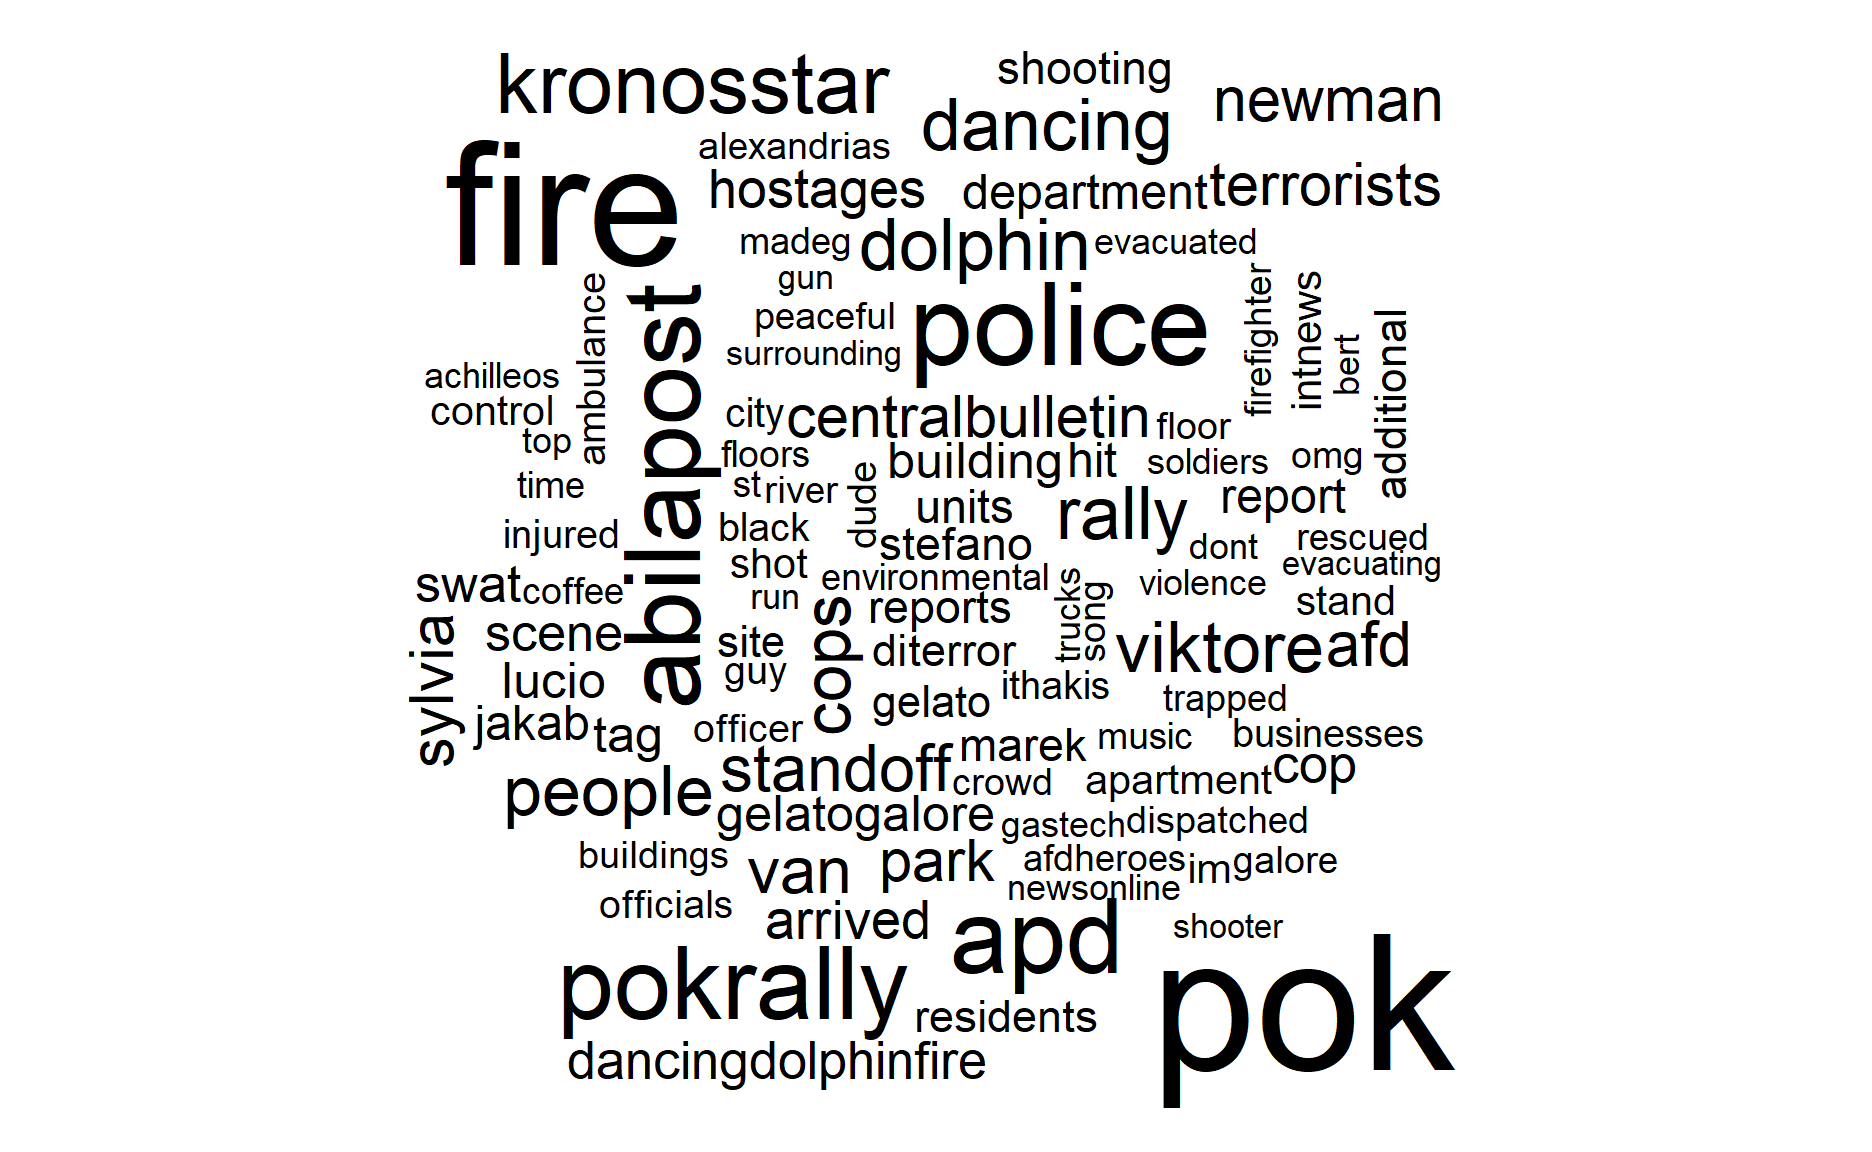 kronosstar
shooting
dancing
newman
alexandrias
fire
hostages
department
terrorists
madeg
dolphin
evacuated
gun
peaceful
police
surrounding
firefighter
intnews
bert
additional
ambulance
abilapost
achilleos
control
top
time
injured
city
centralbulletin
floor
floors
building
hit
soldiers
omg
st
river
dude
units
rally
report
black
stefano
dont
rescued
shot
environmental
evacuating
violence
run
reports
stand
trucks
song
swat
coffee
cops
scene
site
diterror
viktore
afd
sylvia
lucio
guy
gelato
ithakis
trapped
jakab
tag
officer
marek
music
businesses
standoff
crowd
apartment
cop
people
gelatogalore
gastech
dispatched
buildings
van
park
afdheroes
im
galore
newsonline
officials
arrived
apd
shooter
pokrally
pok
residents
dancingdolphinfire